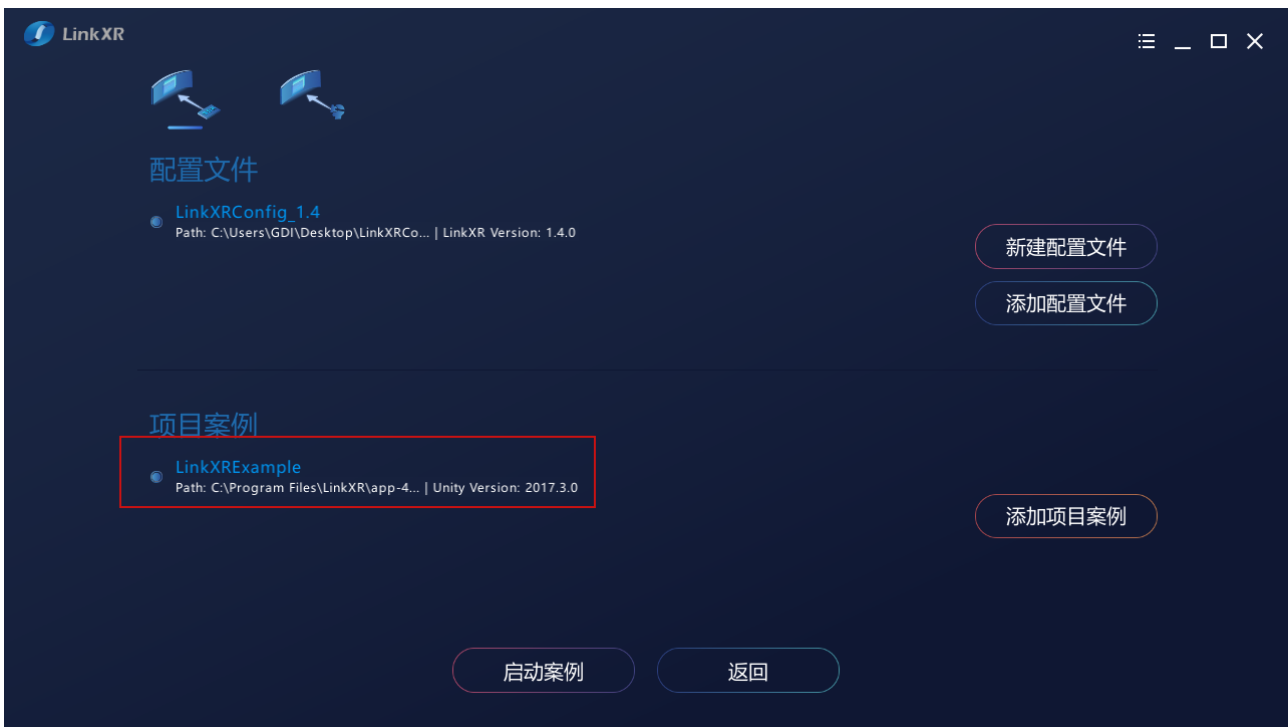 LinkXR
配置文件
LinkXRConfig_1.4
Path: C:\Users\GDI\Desktop\LinkXRCo... | LinkXR Version: 1.4.0
新建配置文件
添加配置文件
项目案例
LinkXRExample
Path: C:\Program Files\LinkXR\app-4... | Unity Version: 2017.3.0
添加项目案例
启动案例
返回